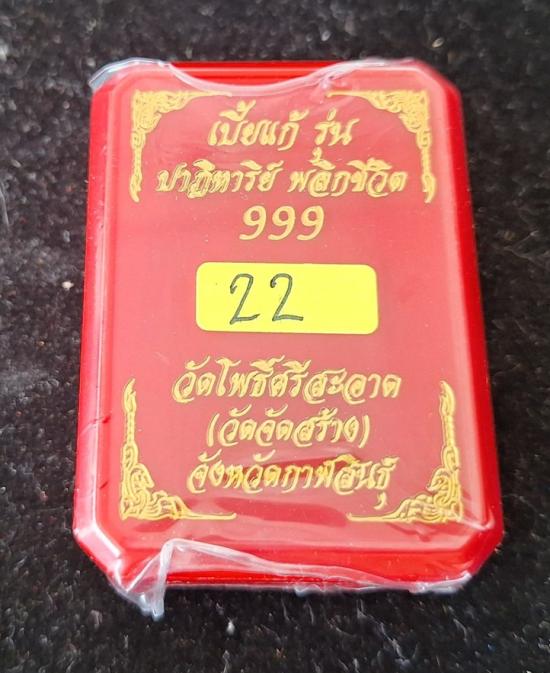 เบี้ยแก้ รุ่น
ปาฏิหาริย์ พลิกชีวิต
999
22
วัดโพธิ์ศรีสะอาด
(วัดจัดสร้าง)
จังหวัดกาฬสินธุ์